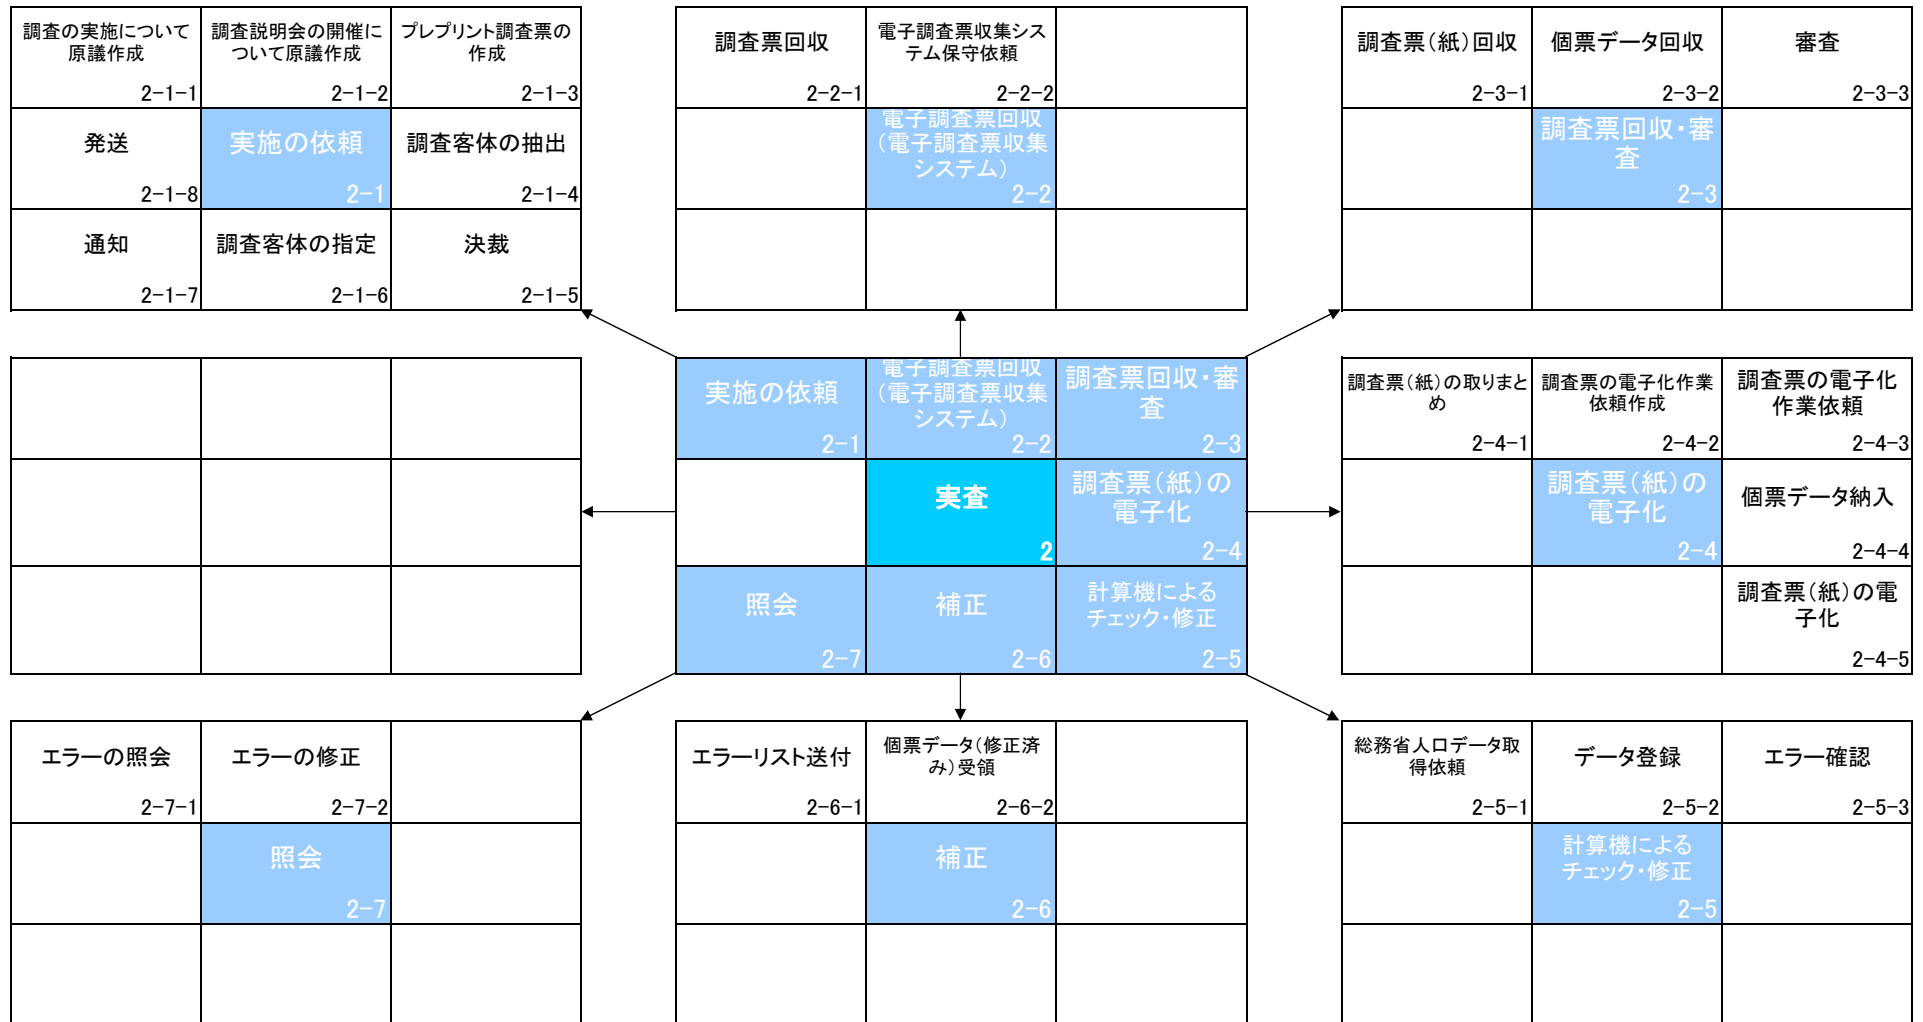 調査の実施について
原議作成
2-1-1
調査説明会の開催に
ついて原議作成
2-1-2
プレプリント調査票の
作成
2-1-3
発送
2-1-8
実施の依頼
2-1
調査客体の抽出
2-1-4
通知
2-1-7
調査客体の指定
2-1-6
決裁
2-1-5
調査票回収
2-2-1
電子調査票収集シス
テム保守依頼
2-2-2
電子調査票回収
(電子調査票収集
システム)
2-2
調査票(紙)回収
2-3-1
個票データ回収
2-3-2
審査
2-3-3
調査票回収・審
査
2-3
実施の依頼
2-1
電子調査票回収
(電子調査票収集
システム)
2-2
調査票回収・審
査
2-3
実査
2
調査票(紙)の
電子化
2-4
照会
2-7
補正
2-6
計算機による
チェック・修正
2-5
調査票(紙)の取りまと
め
2-4-1
調査票の電子化作業
依頼作成
2-4-2
調査票の電子化
作業依頼
2-4-3
調査票(紙)の
電子化
2-4
個票データ納入
2-4-4
調査票(紙)の電
子化
2-4-5
エラーの照会
2-7-1
エラーの修正
2-7-2
照会
2-7
エラーリスト送付
2-6-1
個票データ(修正済
み)受領
2-6-2
補正
2-6
総務省人口データ取
得依頼
2-5-1
データ登録
2-5-2
エラー確認
2-5-3
計算機による
チェック・修正
2-5